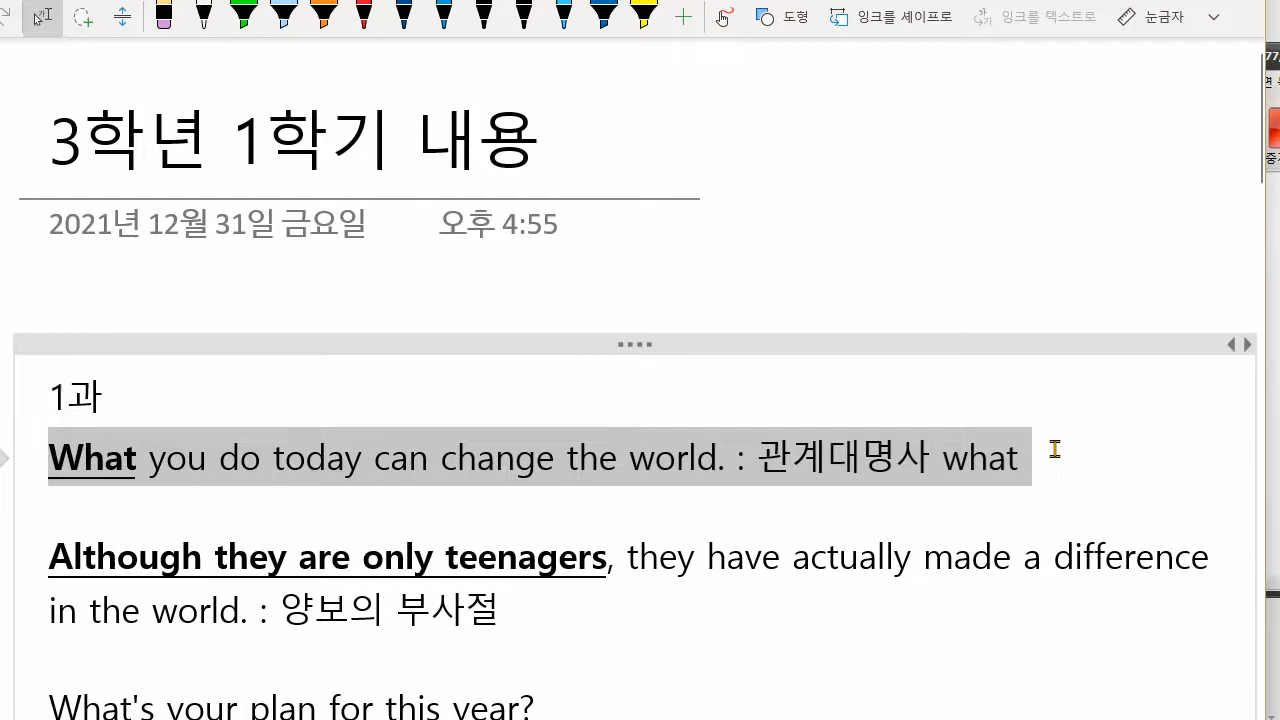 도형 잉크를 셰이프로 잉크를 텍스트로 눈금자
3학년 1학기 내용
2021년 12월 31일 금요일 오후 4:55
1과
What you do today can change the world. : 관계대명사 what
Although they are only teenagers, they have actually made a difference
in the world. : 양보의 부사절
What's your plan for this year?